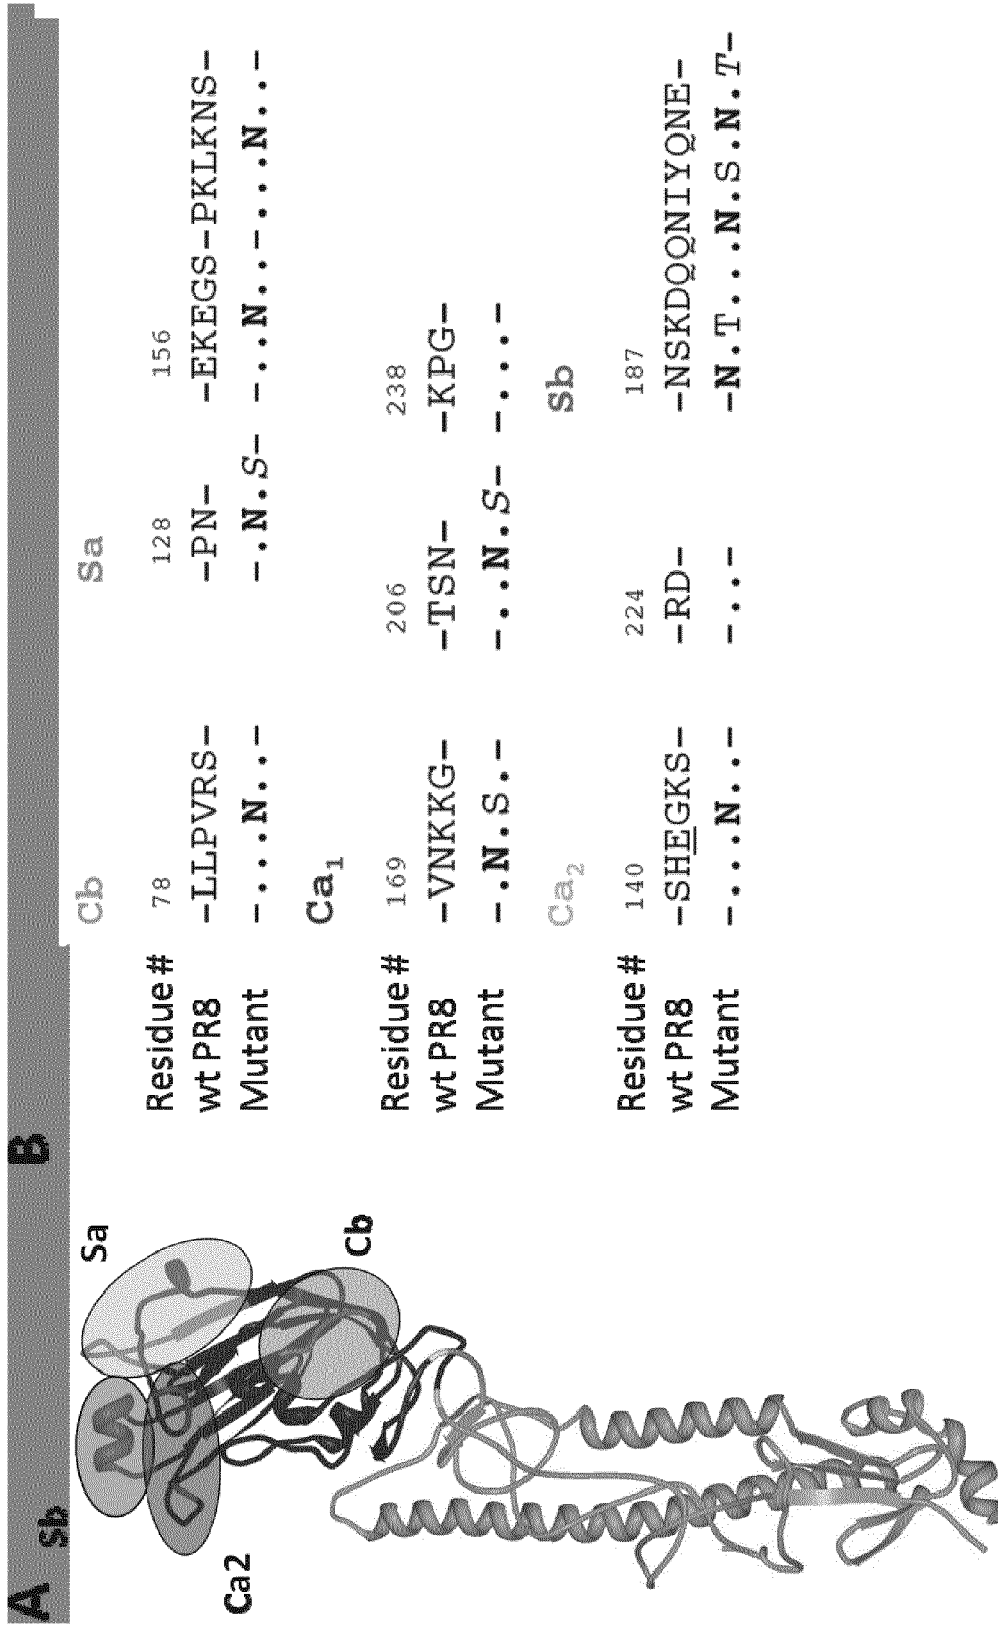 A
Sb
Sa
Ca2
Cb
B
Cb Sa
Residue # 78 128 156
wt PR8 -LLPVRS- -PN- -EKEGS-PKLKNS-
Mutant -...N..- -.N.S- -..N..-...N..-
Ca1
Residue # 169 206 238
wt PR8 -VNKKG- -TSN- -KPG-
Mutant -.N.S.- -..N.S- -...-
Ca2 Sb
Residue # 140 224 187
wt PR8 -SHEGKS- -RD- -NSKDQQNIYQNE-
Mutant -...N..- -..- -N.T...N.S.N.T-